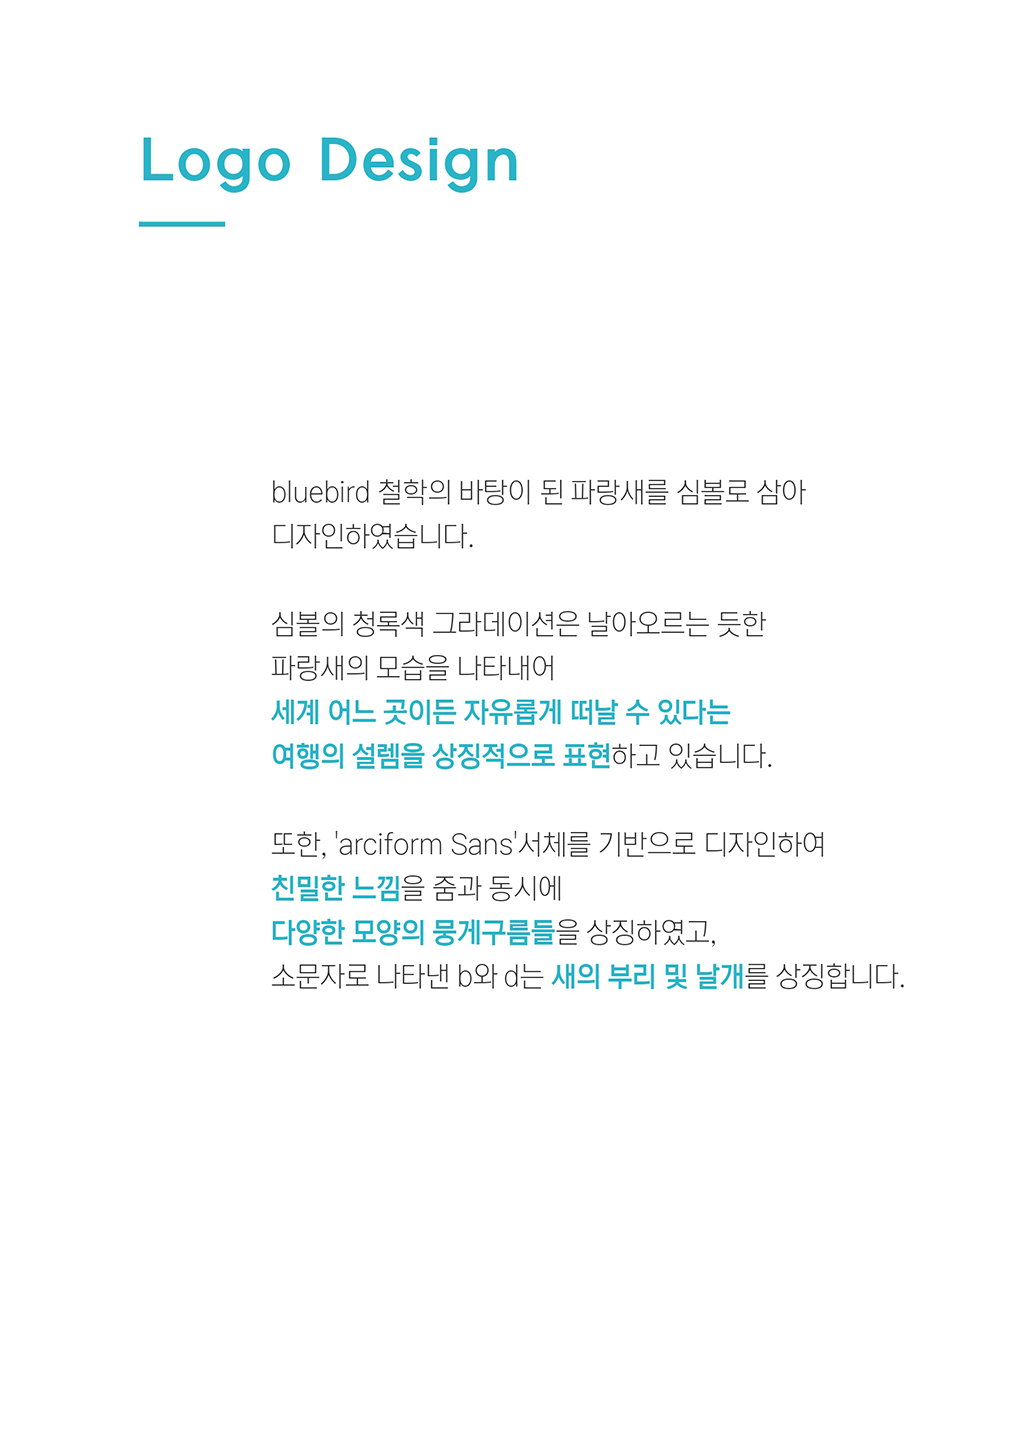 Logo Design
bluebird 철학의 바탕이 된 파랑새를 심볼로 삼아
디자인하였습니다.
심볼의 청록색 그라데이션은 날아오르는 듯한
파랑새의 모습을 나타내어
세계 어느 곳이든 자유롭게 떠날 수 있다는
여행의 설렘을 상징적으로 표현하고 있습니다.
또한, 'arciform Sans'서체를 기반으로 디자인하여
친밀한 느낌을 줌과 동시에
다양한 모양의 뭉게구름들을 상징하였고,
소문자로 나타낸 b와 d는 새의 부리 및 날개를 상징합니다.